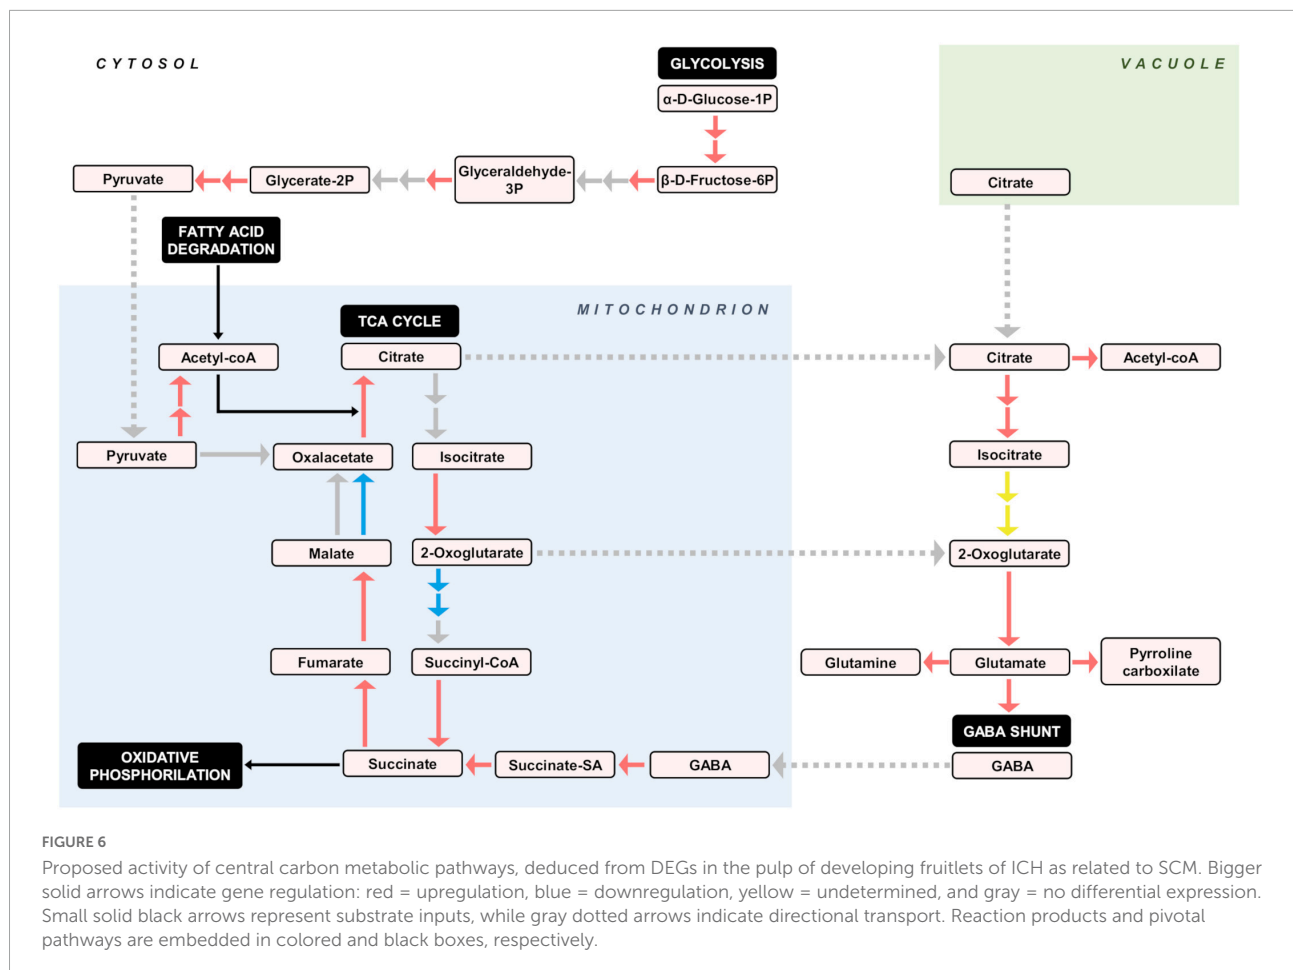 CYTOSOL
GLYCOLYSIS
VACUOLE
α-D-Glucose-1P
Pyruvate
Glycerate-2P
Glyceraldehyde-
3P
β-D-Fructose-6P
Citrate
FATTY ACID
DEGRADATION
MITOCHONDRION
TCA CYCLE
Acetyl-coA
Citrate
Citrate
Acetyl-coA
Pyruvate
Oxalacetate
Isocitrate
Isocitrate
Malate
2-Oxoglutarate
2-Oxoglutarate
Fumarate
Succinyl-CoA
Glutamine
Glutamate
Pyrroline
carboxilate
GABA SHUNT
OXIDATIVE
PHOSPHORILATION
Succinate
Succinate-SA
GABA
GABA
FIGURE 6
Proposed activity of central carbon metabolic pathways, deduced from DEGs in the pulp of developing fruitlets of ICH as related to SCM. Bigger
solid arrows indicate gene regulation: red = upregulation, blue = downregulation, yellow = undetermined, and gray = no differential expression.
Small solid black arrows represent substrate inputs, while gray dotted arrows indicate directional transport. Reaction products and pivotal
pathways are embedded in colored and black boxes, respectively.